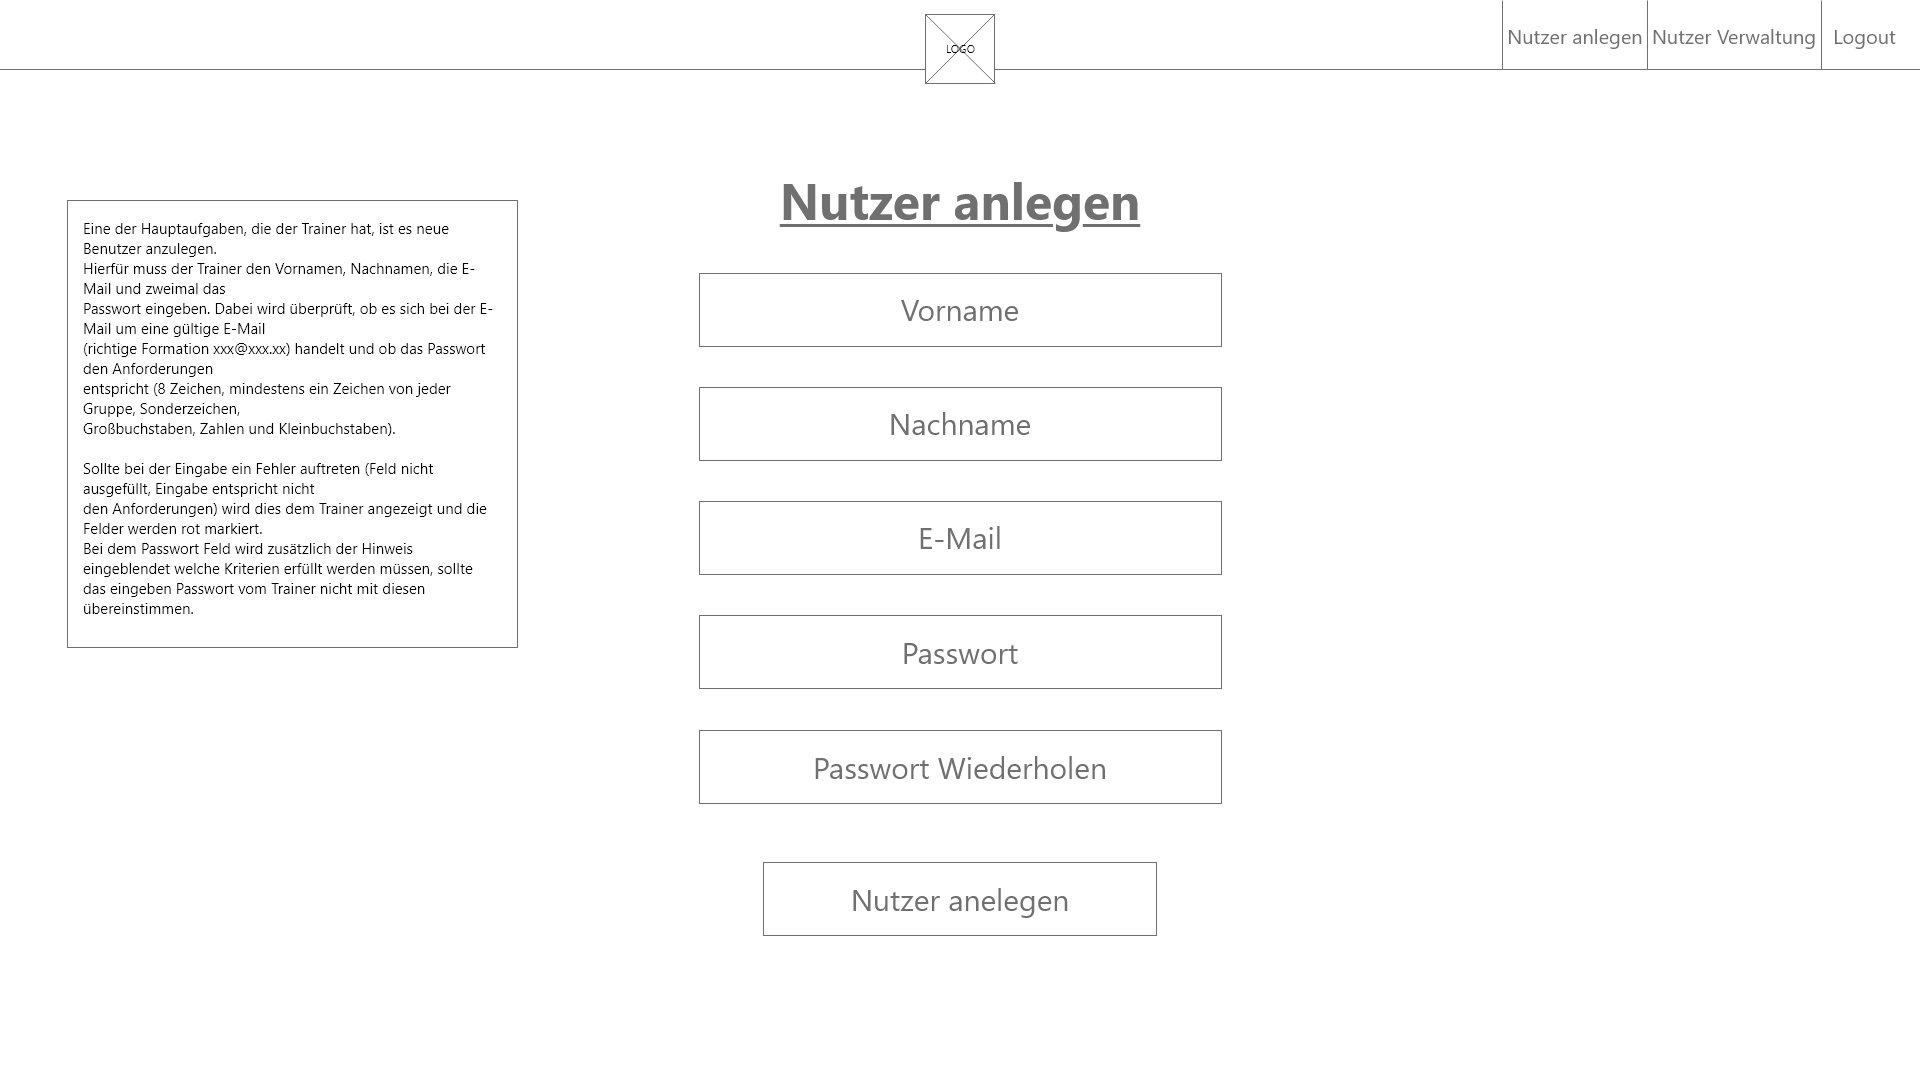 LOGO
Nutzer anlegen
Nutzer Verwaltung
Logout
Eine der Hauptaufgaben, die der Trainer hat, ist es neue
Benutzer anzulegen.
Hierfür muss der Trainer den Vornamen, Nachnamen, die E-
Mail und zweimal das
Passwort eingeben. Dabei wird überprüft, ob es sich bei der E-
Mail um eine gültige E-Mail
(richtige Formation xxx@xxx.xx) handelt und ob das Passwort
den Anforderungen
entspricht (8 Zeichen, mindestens ein Zeichen von jeder
Gruppe, Sonderzeichen,
Großbuchstaben, Zahlen und Kleinbuchstaben).
Sollte bei der Eingabe ein Fehler auftreten (Feld nicht
ausgefüllt, Eingabe entspricht nicht
den Anforderungen) wird dies dem Trainer angezeigt und die
Felder werden rot markiert.
Bei dem Passwort Feld wird zusätzlich der Hinweis
eingeblendet welche Kriterien erfüllt werden müssen, sollte
das eingeben Passwort vom Trainer nicht mit diesen
übereinstimmen.
Nutzer anlegen
Vorname
Nachname
E-Mail
Passwort
Passwort Wiederholen
Nutzer anelegen